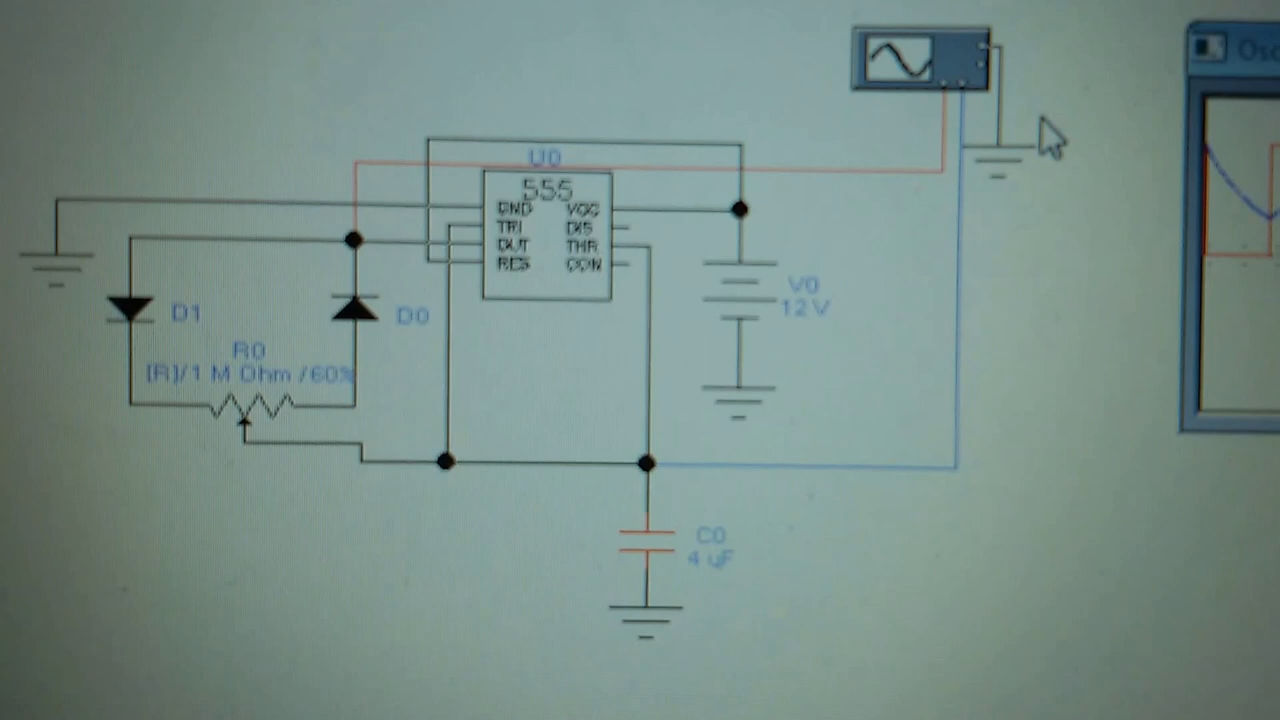 Osc
U0
555
GND VCC
TRI DIS
OUT THR
RES CON
V0
12 V
D1
D0
R0
[R]/1 M Ohm /60%
C0
4 uF